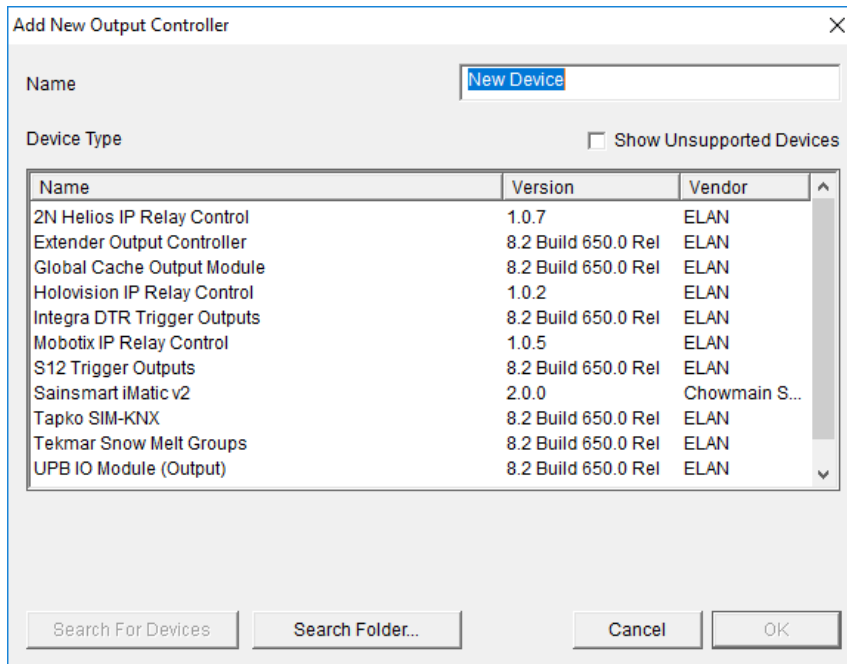 Add New Output Controller
Name New Device
Device Type Show Unsupported Devices
Name Version Vendor
2N Helios IP Relay Control 1.0.7 ELAN
Extender Output Controller 8.2 Build 650.0 Rel ELAN
Global Cache Output Module 8.2 Build 650.0 Rel ELAN
Holovision IP Relay Control 1.0.2 ELAN
Integra DTR Trigger Outputs 8.2 Build 650.0 Rel ELAN
Mobotix IP Relay Control 1.0.5 ELAN
S12 Trigger Outputs 8.2 Build 650.0 Rel ELAN
Sainsmart iMatic v2 2.0.0 Chowmain S...
Tapko SIM-KNX 8.2 Build 650.0 Rel ELAN
Tekmar Snow Melt Groups 8.2 Build 650.0 Rel ELAN
UPB IO Module (Output) 8.2 Build 650.0 Rel ELAN
Search For Devices Search Folder... Cancel OK